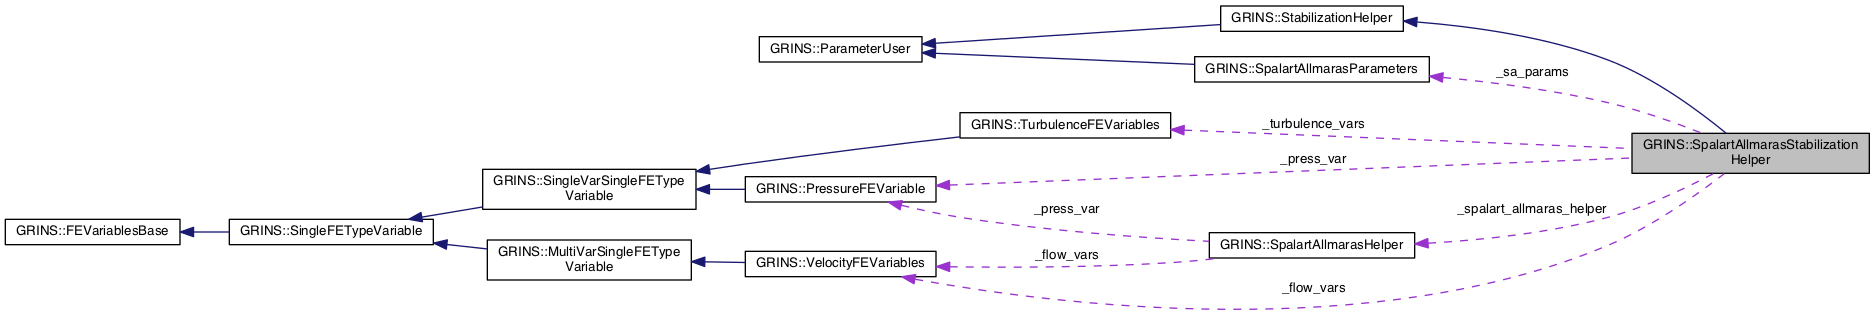 GRINS::StabilizationHelper
GRINS::ParameterUser
GRINS::SpalartAllmarasParameters
_sa_params
GRINS::TurbulenceFEVariables
_turbulence_vars
GRINS::SpalartAllmarasStabilization
Helper
_press_var
GRINS::SingleVarSingleFEType
Variable
GRINS::PressureFEVariable
_press_var
_spalart_allmaras_helper
GRINS::FEVariablesBase
GRINS::SingleFETypeVariable
GRINS::SpalartAllmarasHelper
GRINS::MultiVarSingleFEType
Variable
GRINS::VelocityFEVariables
_flow_vars
_flow_vars